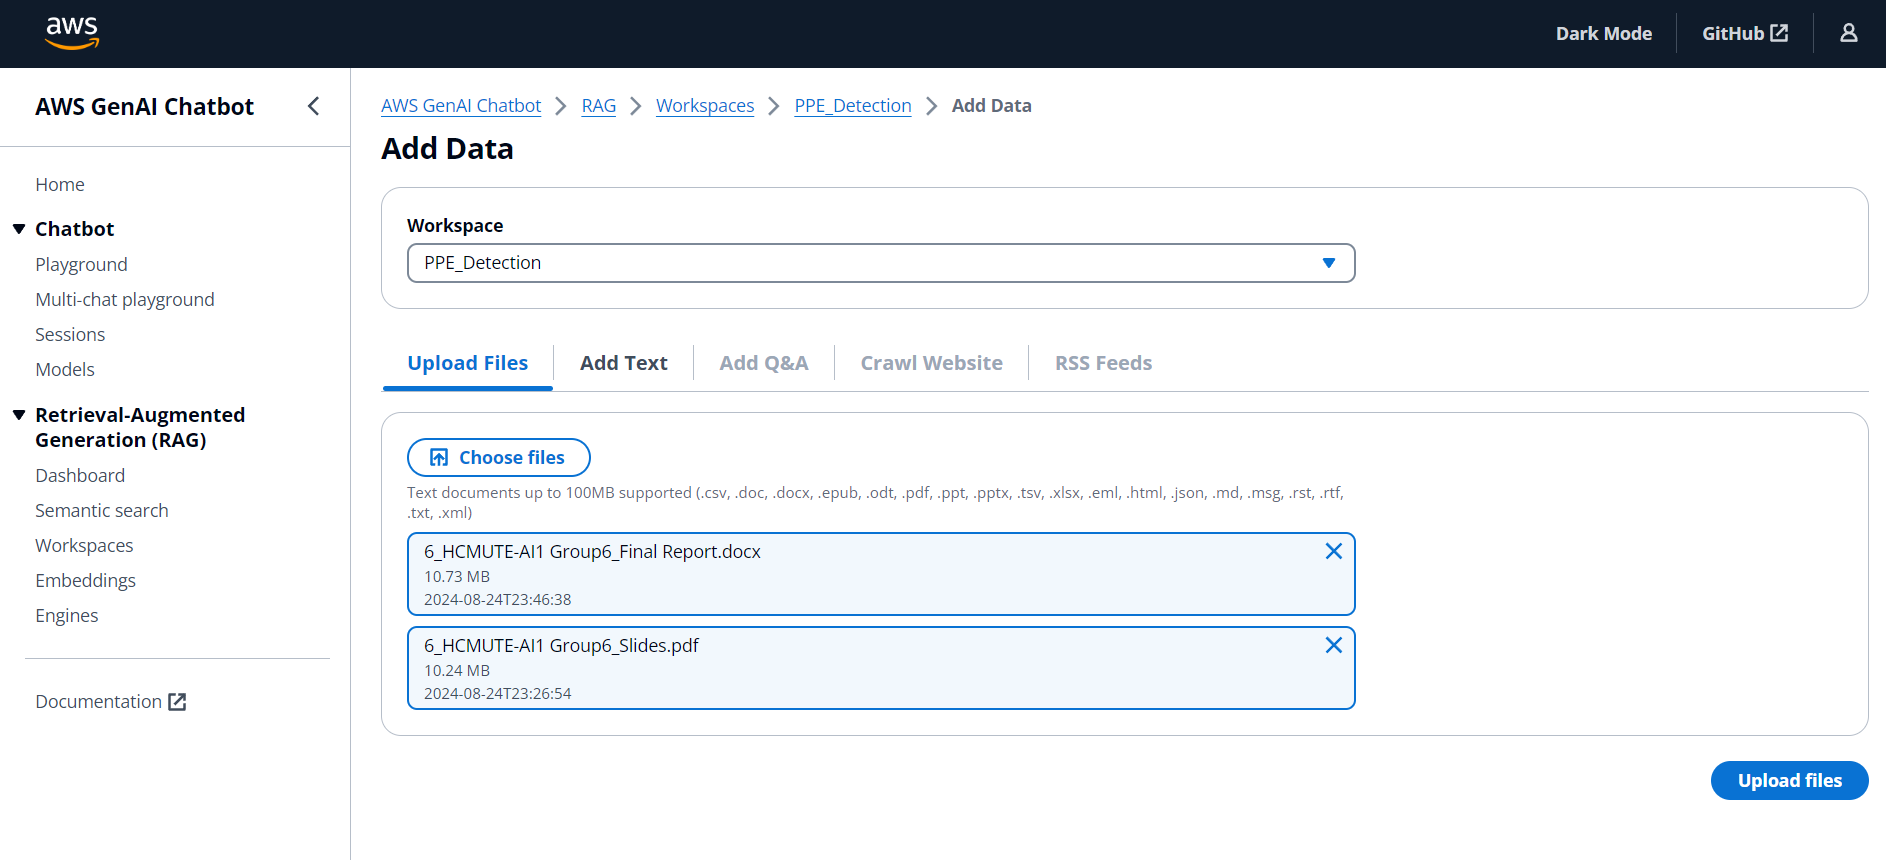 aws
Dark Mode
GitHub
AWS GenAI Chatbot
Home
Chatbot
Playground
Multi-chat playground
Sessions
Models
Retrieval-Augmented
Generation (RAG)
Dashboard
Semantic search
Workspaces
Embeddings
Engines
Documentation
AWS GenAI Chatbot > RAG > Workspaces > PPE_Detection > Add Data
Add Data
Workspace
PPE_Detection
Upload Files
Add Text
Add Q&A
Crawl Website
RSS Feeds
Choose files
Text documents up to 100MB supported (.csv, .doc, .docx, .epub, .odt, .pdf, .ppt, .pptx, .tsv, .xlsx, .eml, .html, .json, .md, .msg, .rst, .rtf,
.txt, .xml)
6_HCMUTE-AI1 Group6_Final Report.docx
10.73 MB
2024-08-24T23:46:38
6_HCMUTE-AI1 Group6_Slides.pdf
10.24 MB
2024-08-24T23:26:54
Upload files